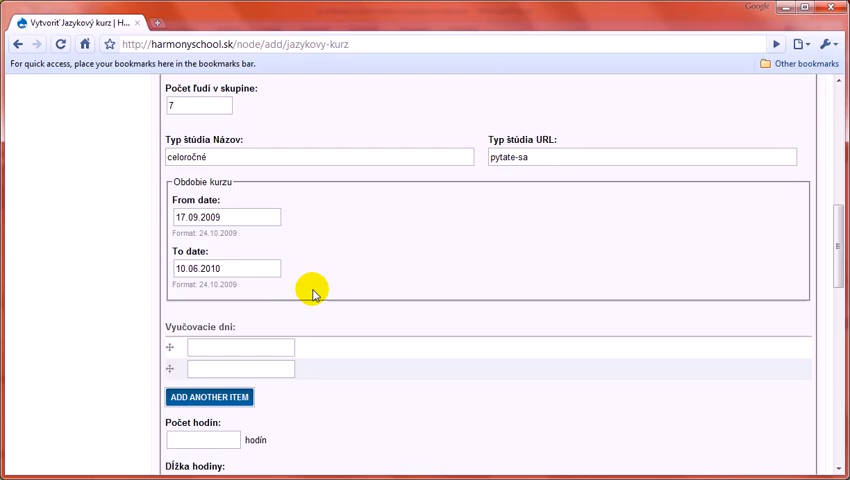 Google
Vytvoriť Jazykový kurz | H...
http://harmonyschool.sk/node/add/jazykovy-kurz
For quick access, place your bookmarks here in the bookmarks bar.
Other bookmarks
Počet ľudí v skupine:
7
Typ štúdia Názov:
Typ štúdia URL:
celoročné
pytate-sa
Obdobie kurzu
From date:
17.09.2009
Format: 24.10.2009
To date:
10.06.2010
Format: 24.10.2009
Vyučovacie dni:
ADD ANOTHER ITEM
Počet hodín:
hodín
Dĺžka hodiny: